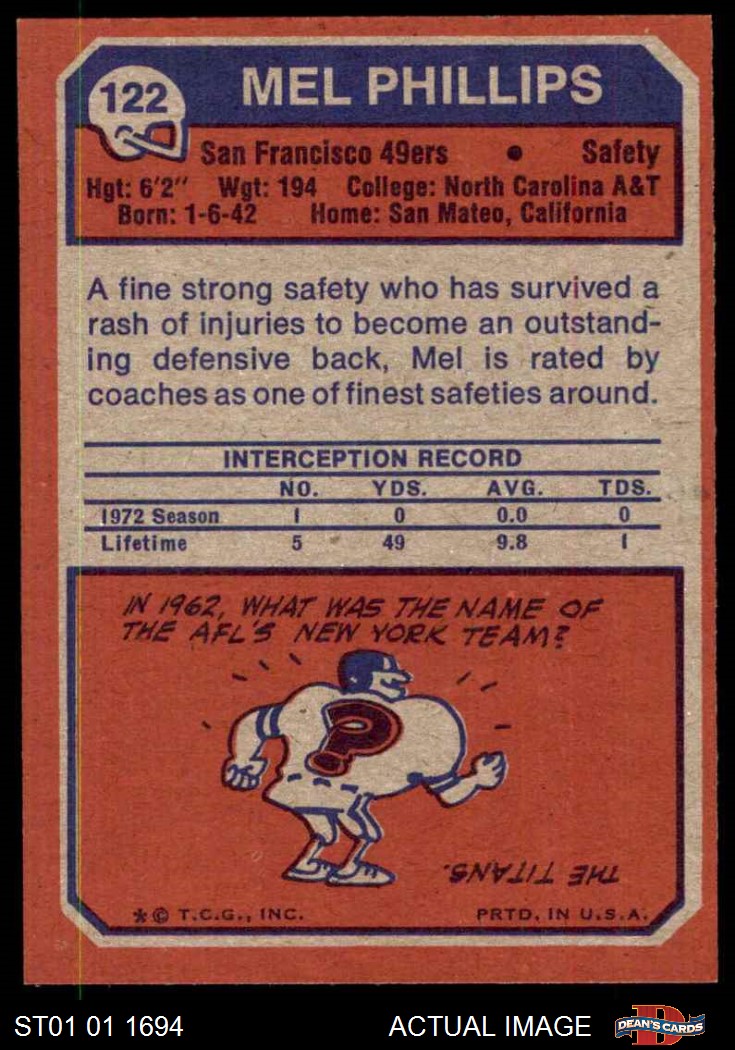 122
MEL PHILLIPS
San Francisco 49ers • Safety
Hgt: 6'2" Wgt: 194 College: North Carolina A&T
Born: 1-6-42 Home: San Mateo, California
A fine strong safety who has survived a
rash of injuries to become an outstand-
ing defensive back, Mel is rated by
coaches as one of finest safeties around.
INTERCEPTION RECORD
NO. YDS. AVG. TDS.
1972 Season 1 0 0.0 0
Lifetime 5 49 9.8 1
IN 1962, WHAT WAS THE NAME OF
THE AFL'S NEW YORK TEAM?
?
THE TITANS.
*© T.C.G., INC. PRTD. IN U.S.A.
ST01 01 1694 ACTUAL IMAGE D DEAN'S CARDS